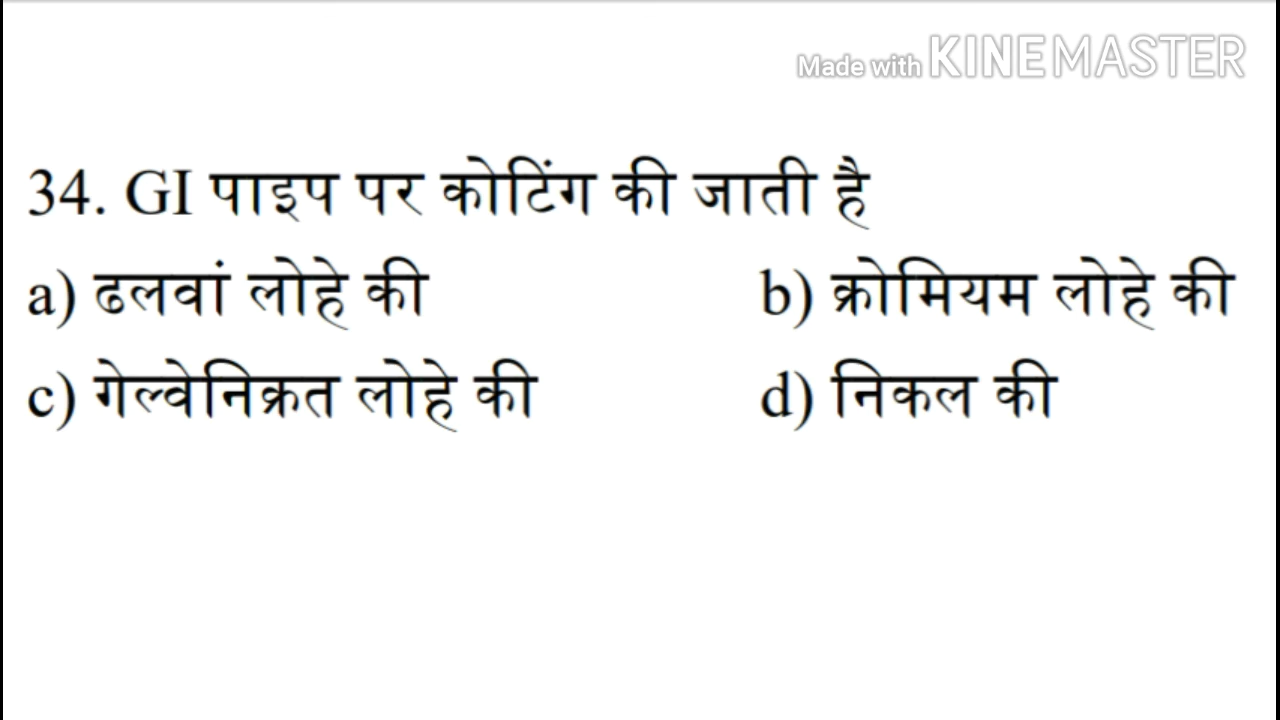 Made with KINEMASTER
34. GI पाइप पर कोटिंग की जाती है
a) ढलवां लोहे की b) क्रोमियम लोहे की
c) गेल्वेनिक्रत लोहे की d) निकल की